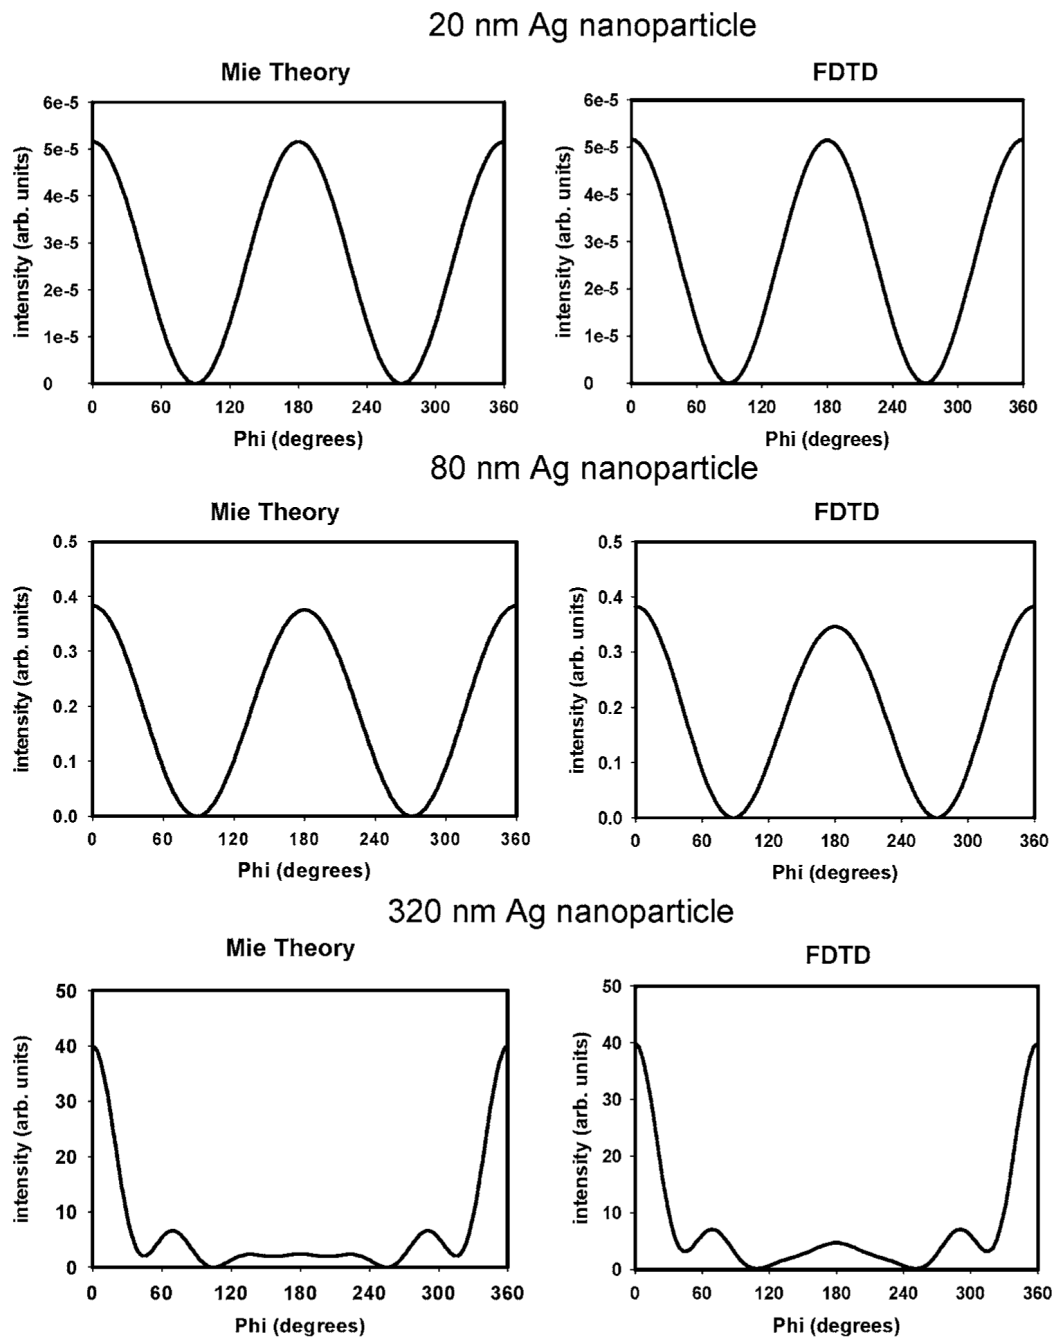 20 nm Ag nanoparticle
Mie Theory
FDTD
6e-5
5e-5
4e-5
3e-5
2e-5
1e-5
0
intensity (arb. units)
0 60 120 180 240 300 360
Phi (degrees)
6e-5
5e-5
4e-5
3e-5
2e-5
1e-5
0
intensity (arb. units)
0 60 120 180 240 300 360
Phi (degrees)
80 nm Ag nanoparticle
Mie Theory
FDTD
0.5
0.4
0.3
0.2
0.1
0.0
intensity (arb. units)
0 60 120 180 240 300 360
Phi (degrees)
0.5
0.4
0.3
0.2
0.1
0.0
intensity (arb. units)
0 60 120 180 240 300 360
Phi (degrees)
320 nm Ag nanoparticle
Mie Theory
FDTD
50
40
30
20
10
0
intensity (arb. units)
0 60 120 180 240 300 360
Phi (degrees)
50
40
30
20
10
0
intensity (arb. units)
0 60 120 180 240 300 360
Phi (degrees)